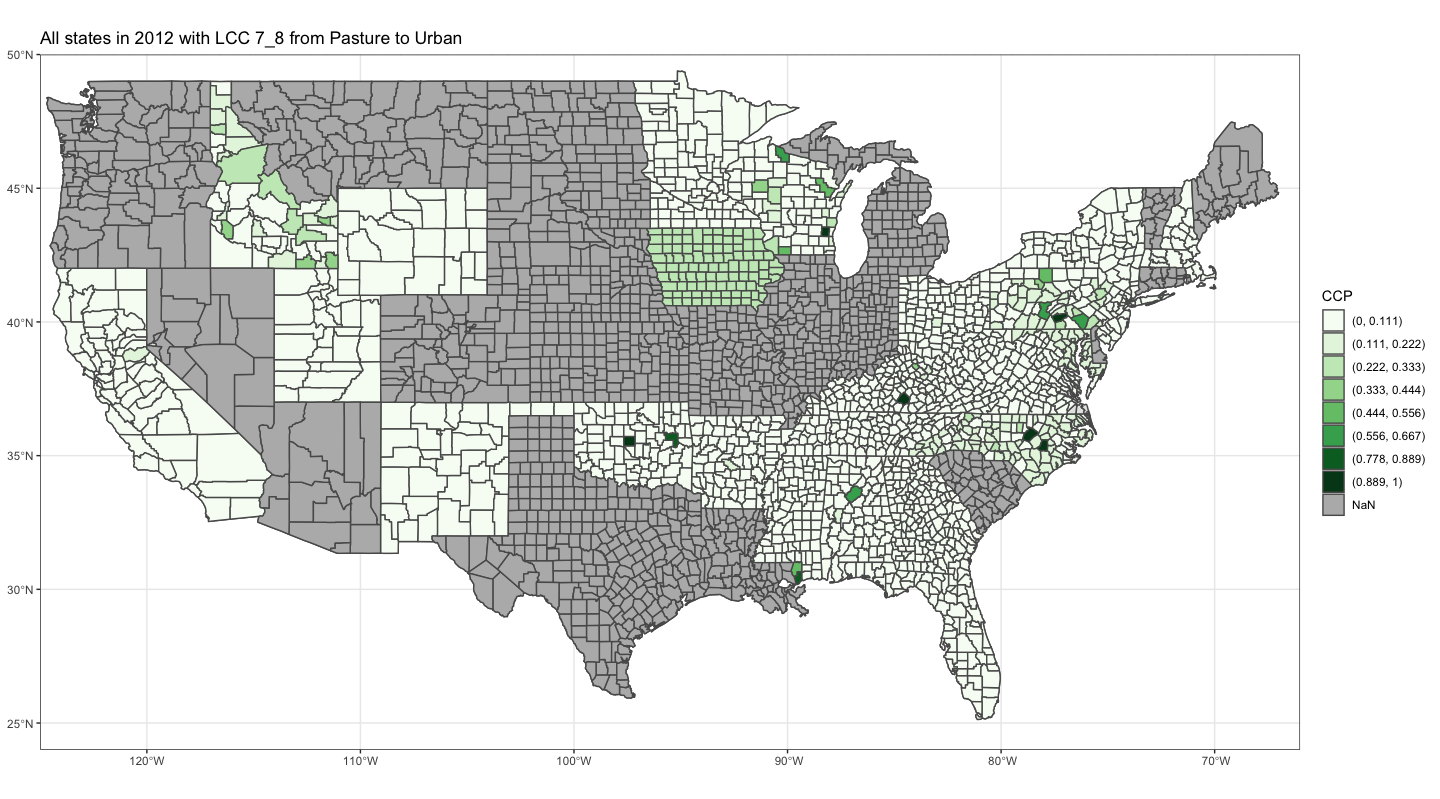 All states in 2012 with LCC 7_8 from Pasture to Urban
50°N
45°N
40°N
35°N
30°N
25°N
120°W
110°W
100°W
90°W
80°W
70°W
CCP
(0, 0.111)
(0.111, 0.222)
(0.222, 0.333)
(0.333, 0.444)
(0.444, 0.556)
(0.556, 0.667)
(0.778, 0.889)
(0.889, 1)
NaN